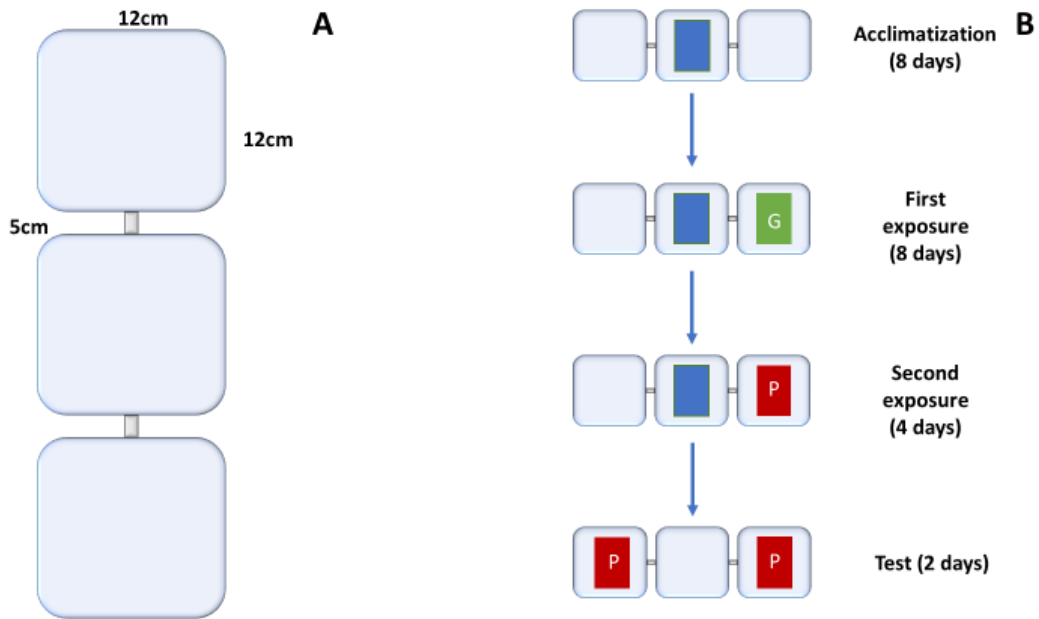 12cm
A
12cm
5cm
B
Acclimatization
(8 days)
G
First
exposure
(8 days)
P
Second
exposure
(4 days)
P
P
Test (2 days)